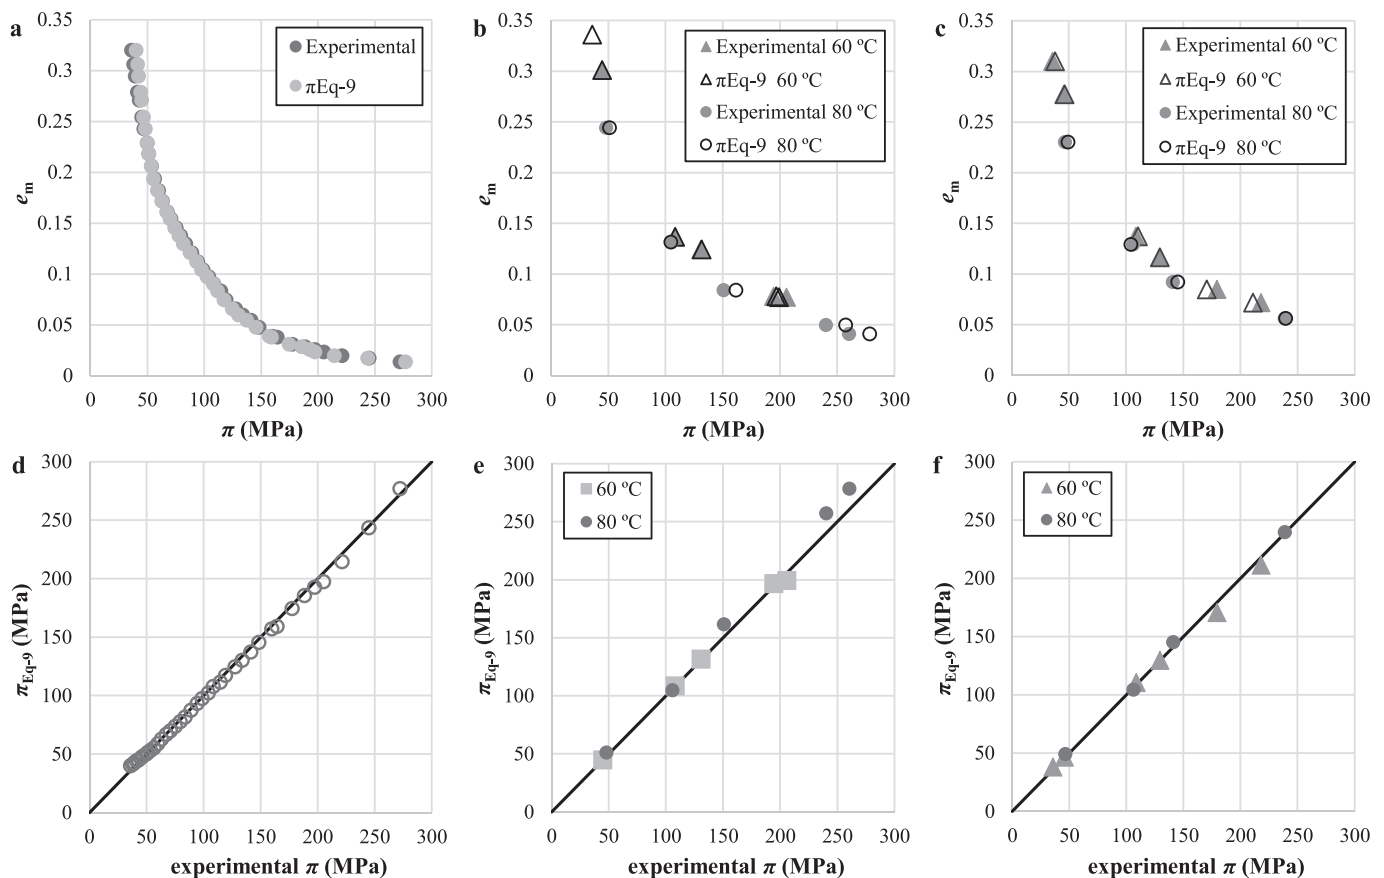 a
0.35
0.3
0.25
0.2
0.15
0.1
0.05
0
em
Experimental
πEq-9
0 50 100 150 200 250 300
π (MPa)
b
0.35
0.3
0.25
0.2
0.15
0.1
0.05
0
em
Experimental 60 ºC
πEq-9 60 ºC
Experimental 80 ºC
πEq-9 80 ºC
0 50 100 150 200 250 300
π (MPa)
c
0.35
0.3
0.25
0.2
0.15
0.1
0.05
0
em
Experimental 60 ºC
πEq-9 60 ºC
Experimental 80 ºC
πEq-9 80 ºC
0 50 100 150 200 250 300
π (MPa)
d
300
250
200
150
100
50
0
πEq-9 (MPa)
0 50 100 150 200 250 300
experimental π (MPa)
e
300
250
200
150
100
50
0
πEq-9 (MPa)
60 ºC
80 ºC
0 50 100 150 200 250 300
experimental π (MPa)
f
300
250
200
150
100
50
0
πEq-9 (MPa)
60 ºC
80 ºC
0 50 100 150 200 250 300
experimental π (MPa)